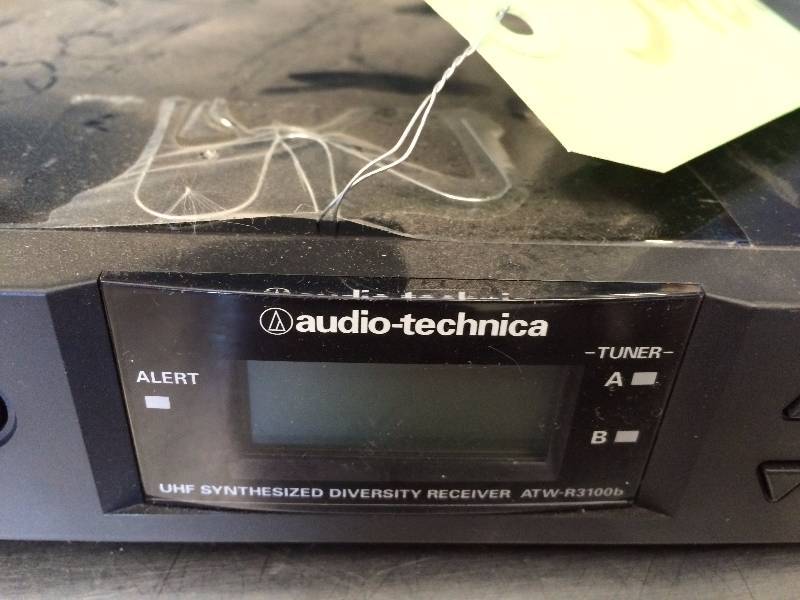 audio-technica
-TUNER-
ALERT
A
B
UHF SYNTHESIZED DIVERSITY RECEIVER ATW-R3100b